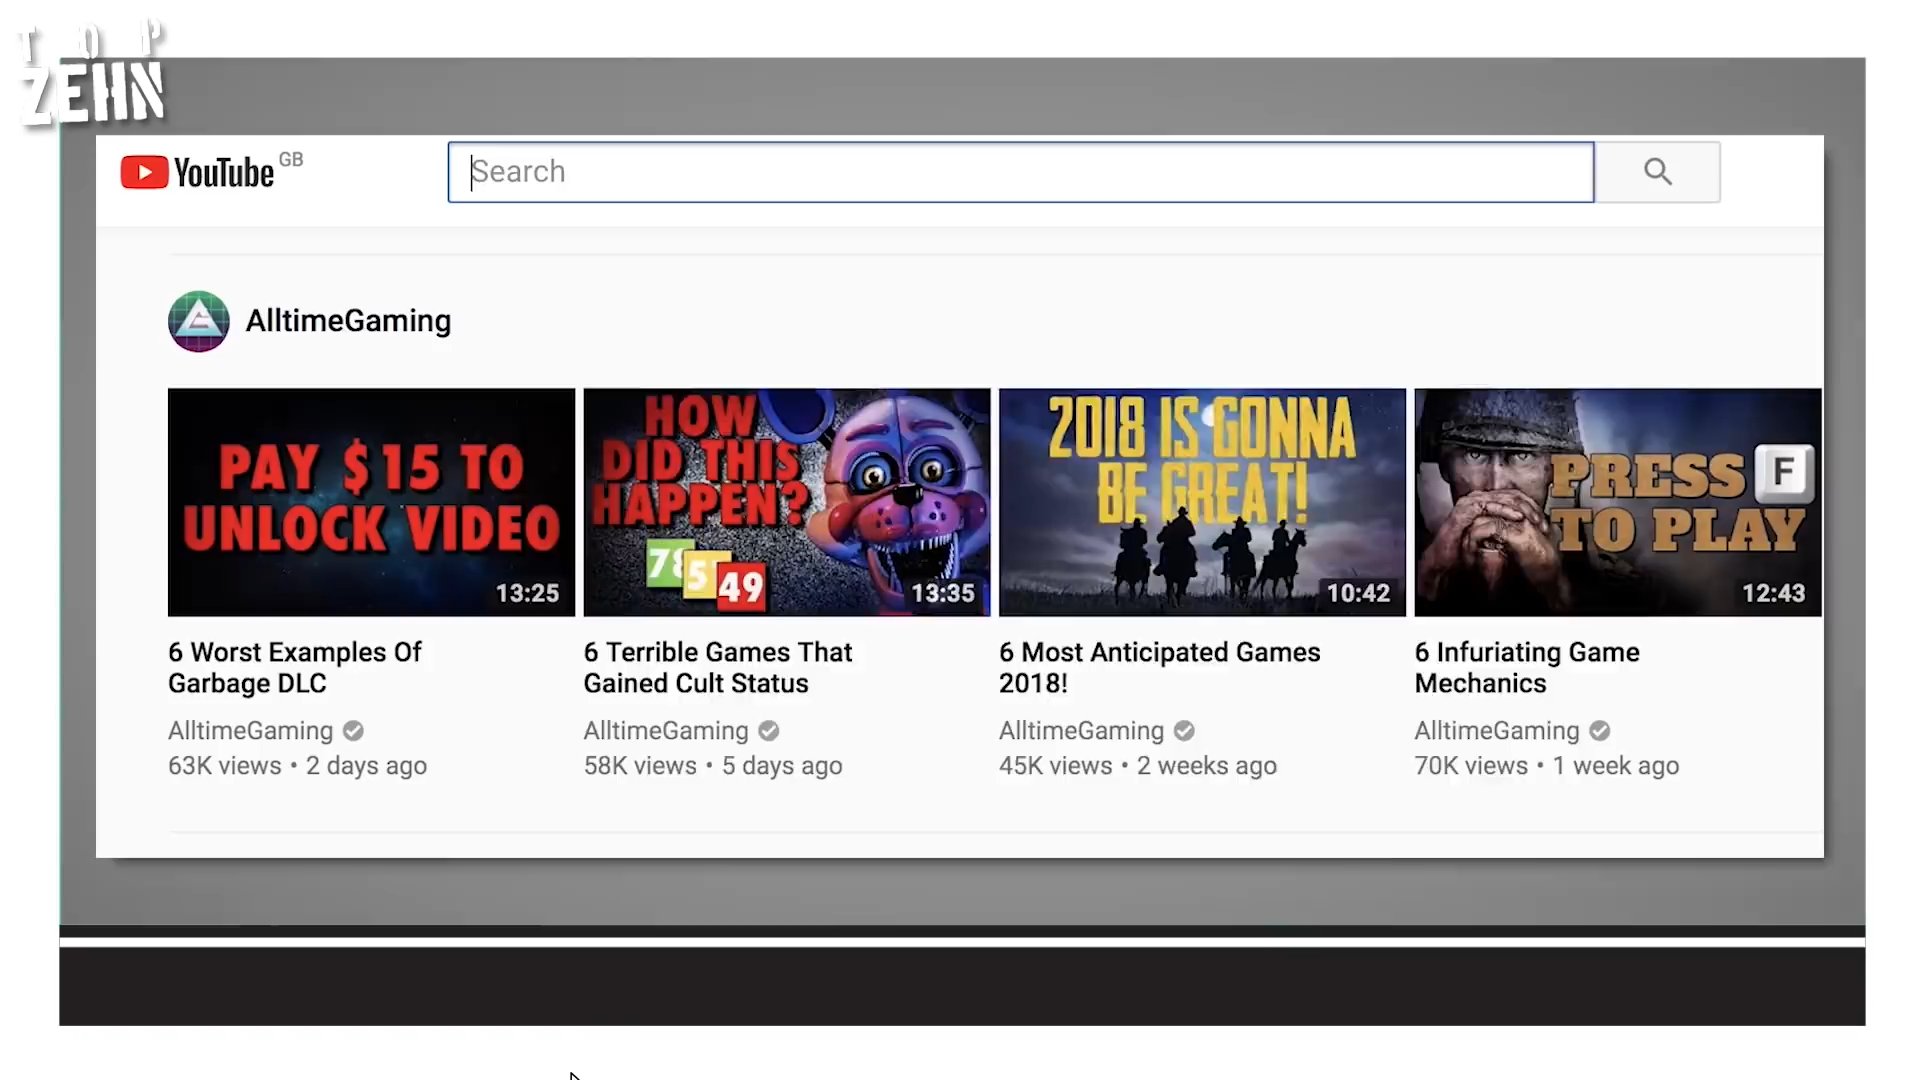 TOP
ZEHN
YouTube GB
Search
AlltimeGaming
PAY $15 TO
UNLOCK VIDEO
13:25
HOW
DID THIS
HAPPEN?
78 5 49
13:35
2018 IS GONNA
BE GREAT!
10:42
PRESS F
TO PLAY
12:43
6 Worst Examples Of
Garbage DLC
AlltimeGaming
63K views • 2 days ago
6 Terrible Games That
Gained Cult Status
AlltimeGaming
58K views • 5 days ago
6 Most Anticipated Games
2018!
AlltimeGaming
45K views • 2 weeks ago
6 Infuriating Game
Mechanics
AlltimeGaming
70K views • 1 week ago